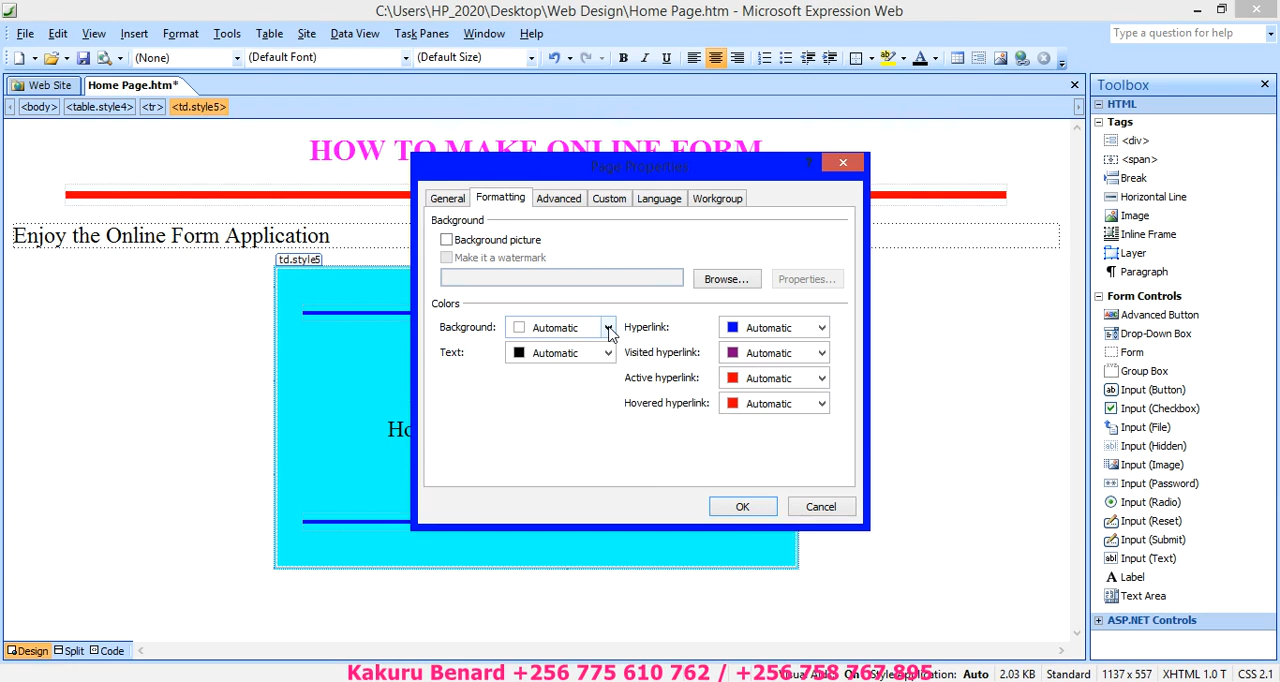 C:\Users\HP_2020\Desktop\Web Design\Home Page.htm - Microsoft Expression Web
File Edit View Insert Format Tools Table Site Data View Task Panes Window Help
Type a question for help
(None) (Default Font) (Default Size) B I U A
Web Site Home Page.htm*
<body> <table.style4> <tr> <td.style5>
HOW TO MAKE ONLINE FORM
Enjoy the Online Form Application
td.style5
Ho
Page Properties ?
General Formatting Advanced Custom Language Workgroup
Background
Background picture
Make it a watermark
Browse... Properties...
Colors
Background: Automatic Hyperlink: Automatic
Text: Automatic Visited hyperlink: Automatic
Active hyperlink: Automatic
Hovered hyperlink: Automatic
OK Cancel
Toolbox
HTML
Tags
<div>
<span>
Break
Horizontal Line
Image
Inline Frame
Layer
Paragraph
Form Controls
Advanced Button
Drop-Down Box
Form
Group Box
Input (Button)
Input (Checkbox)
Input (File)
Input (Hidden)
Input (Image)
Input (Password)
Input (Radio)
Input (Reset)
Input (Submit)
Input (Text)
Label
Text Area
ASP.NET Controls
Design Split Code
Kakuru Benard +256 775 610 762 / +256 758 767 895
Style Application: Auto 2.03 KB Standard 1137 x 557 XHTML 1.0 T CSS 2.1